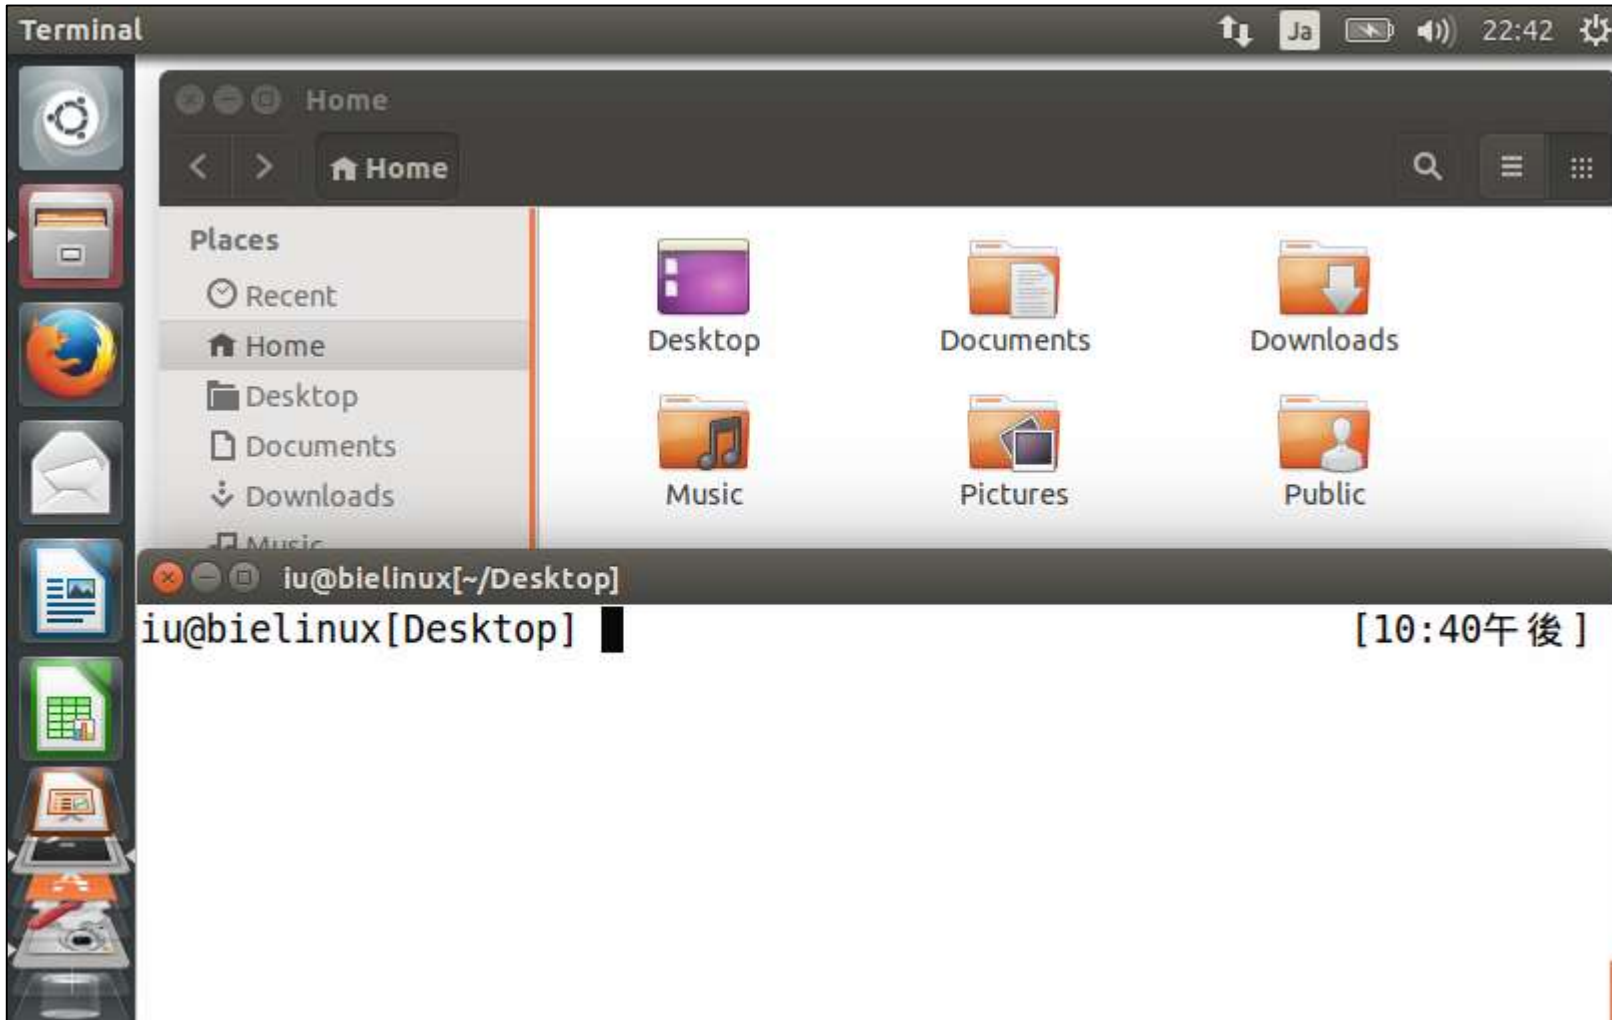 Terminal
Ja
22:42
Home
Home
Places
Recent
Home
Desktop
Documents
Downloads
Music
Desktop
Documents
Downloads
Music
Pictures
Public
iu@bielinux[~/Desktop]
iu@bielinux[Desktop] [10:40午後]